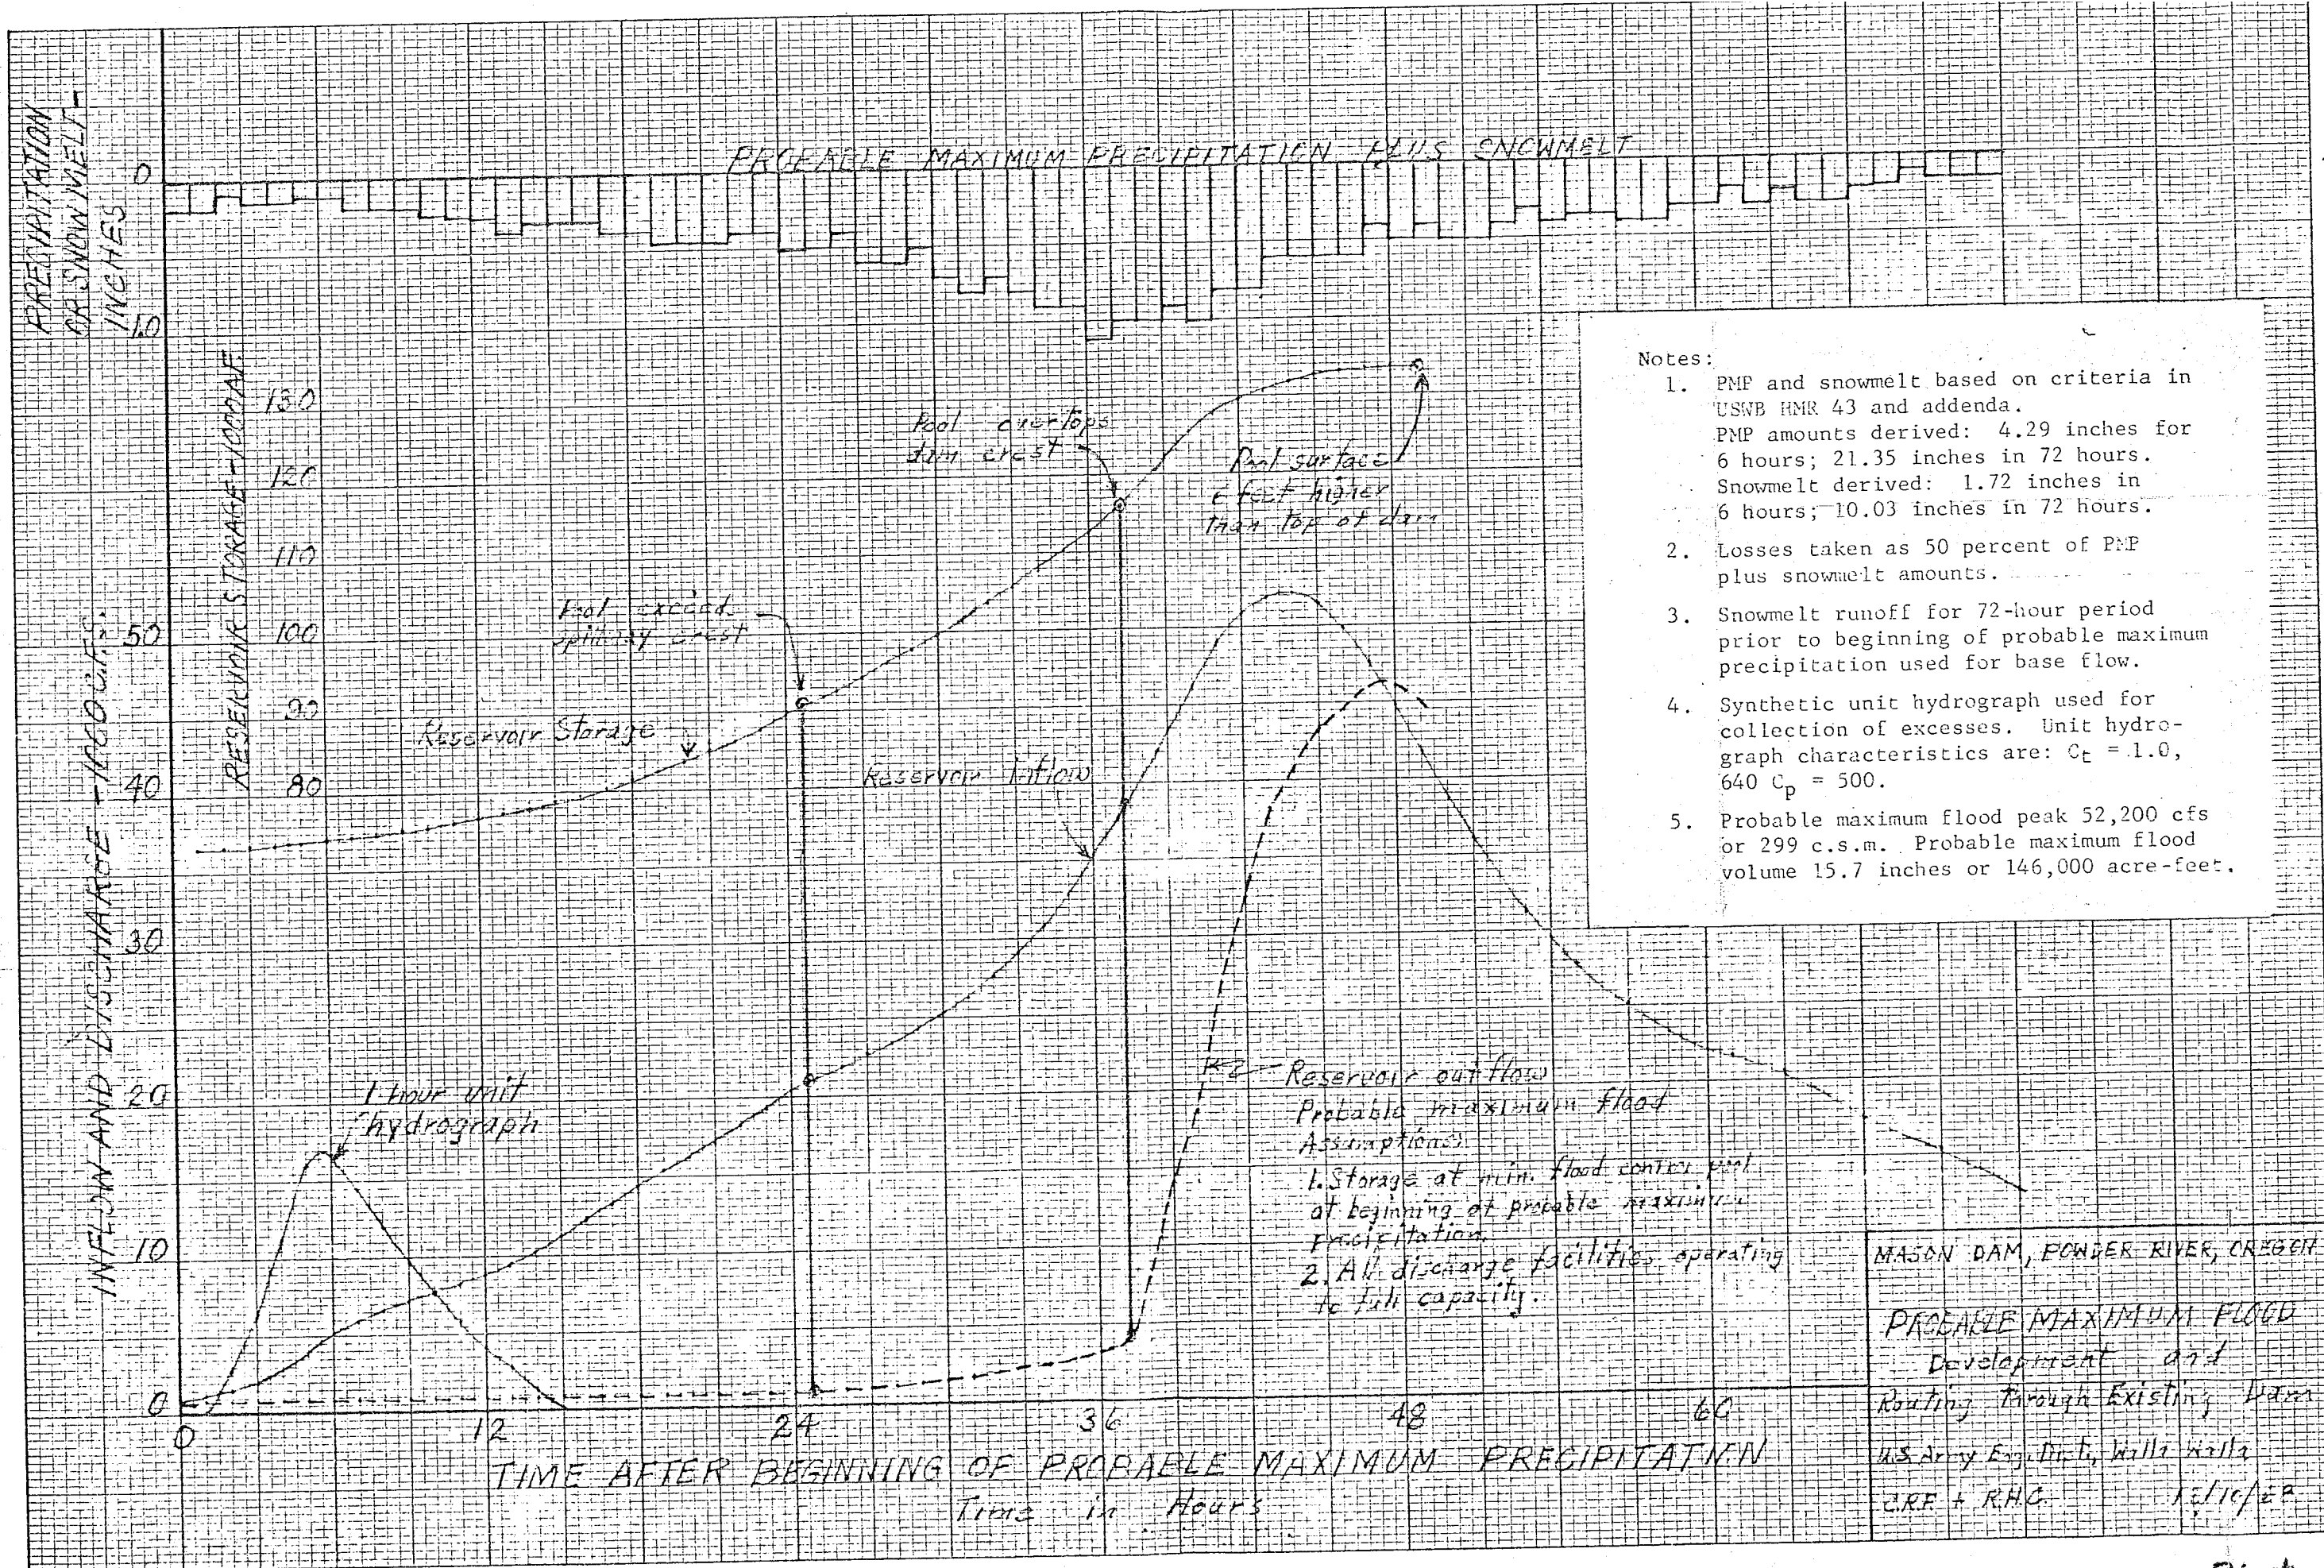 PRECIPITATION
OR SNOWMELT -
INCHES
0
1.0
PROBABLE MAXIMUM PRECIPITATION PLUS SNOWMELT
RESERVOIR STORAGE-1000AF
130
120
110
100
90
80
INFLOW AND DISCHARGE - 1000 C.F.S.
50
40
30
20
10
0
Pool overtops
dam crest
Pool surface
feet higher
than top of dam
Pool exceed
spillway crest
Reservoir Storage
Reservoir Inflow
1 hour unit
hydrograph
Reservoir outflow
Probable maximum flood
Assumptions
1. Storage at min. flood control pool
at beginning of probable maximum
precipitation.
2. All discharge facilities operating
to full capacity.
Notes:
1. PMP and snowmelt based on criteria in
USWB HMR 43 and addenda.
PMP amounts derived: 4.29 inches for
6 hours; 21.35 inches in 72 hours.
Snowmelt derived: 1.72 inches in
6 hours; 10.03 inches in 72 hours.
2. Losses taken as 50 percent of PMP
plus snowmelt amounts.
3. Snowmelt runoff for 72-hour period
prior to beginning of probable maximum
precipitation used for base flow.
4. Synthetic unit hydrograph used for
collection of excesses. Unit hydro-
graph characteristics are: Ct = 1.0,
640 Cp = 500.
5. Probable maximum flood peak 52,200 cfs
or 299 c.s.m. Probable maximum flood
volume 15.7 inches or 146,000 acre-feet.
0 12 24 36 48 60
TIME AFTER BEGINNING OF PROBABLE MAXIMUM PRECIPITATION
Time in Hours
MASON DAM, POWDER RIVER, OREGON
PROBABLE MAXIMUM FLOOD
Development and
Routing Through Existing Dam
U.S. Army Eng. Dist., Walla Walla